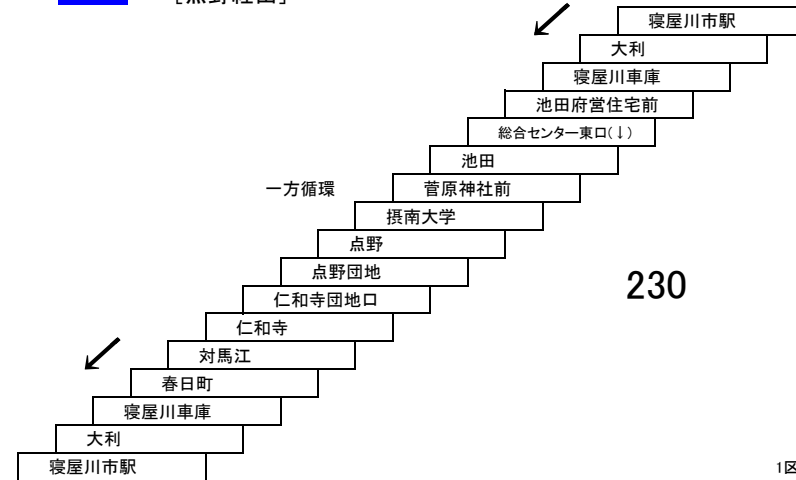 [点野経由]
寝屋川市駅
大利
寝屋川車庫
池田府営住宅前
総合センター東口(↓)
池田
一方循環
菅原神社前
摂南大学
点野
点野団地
230
仁和寺団地口
仁和寺
対馬江
春日町
寝屋川車庫
大利
寝屋川市駅
1区